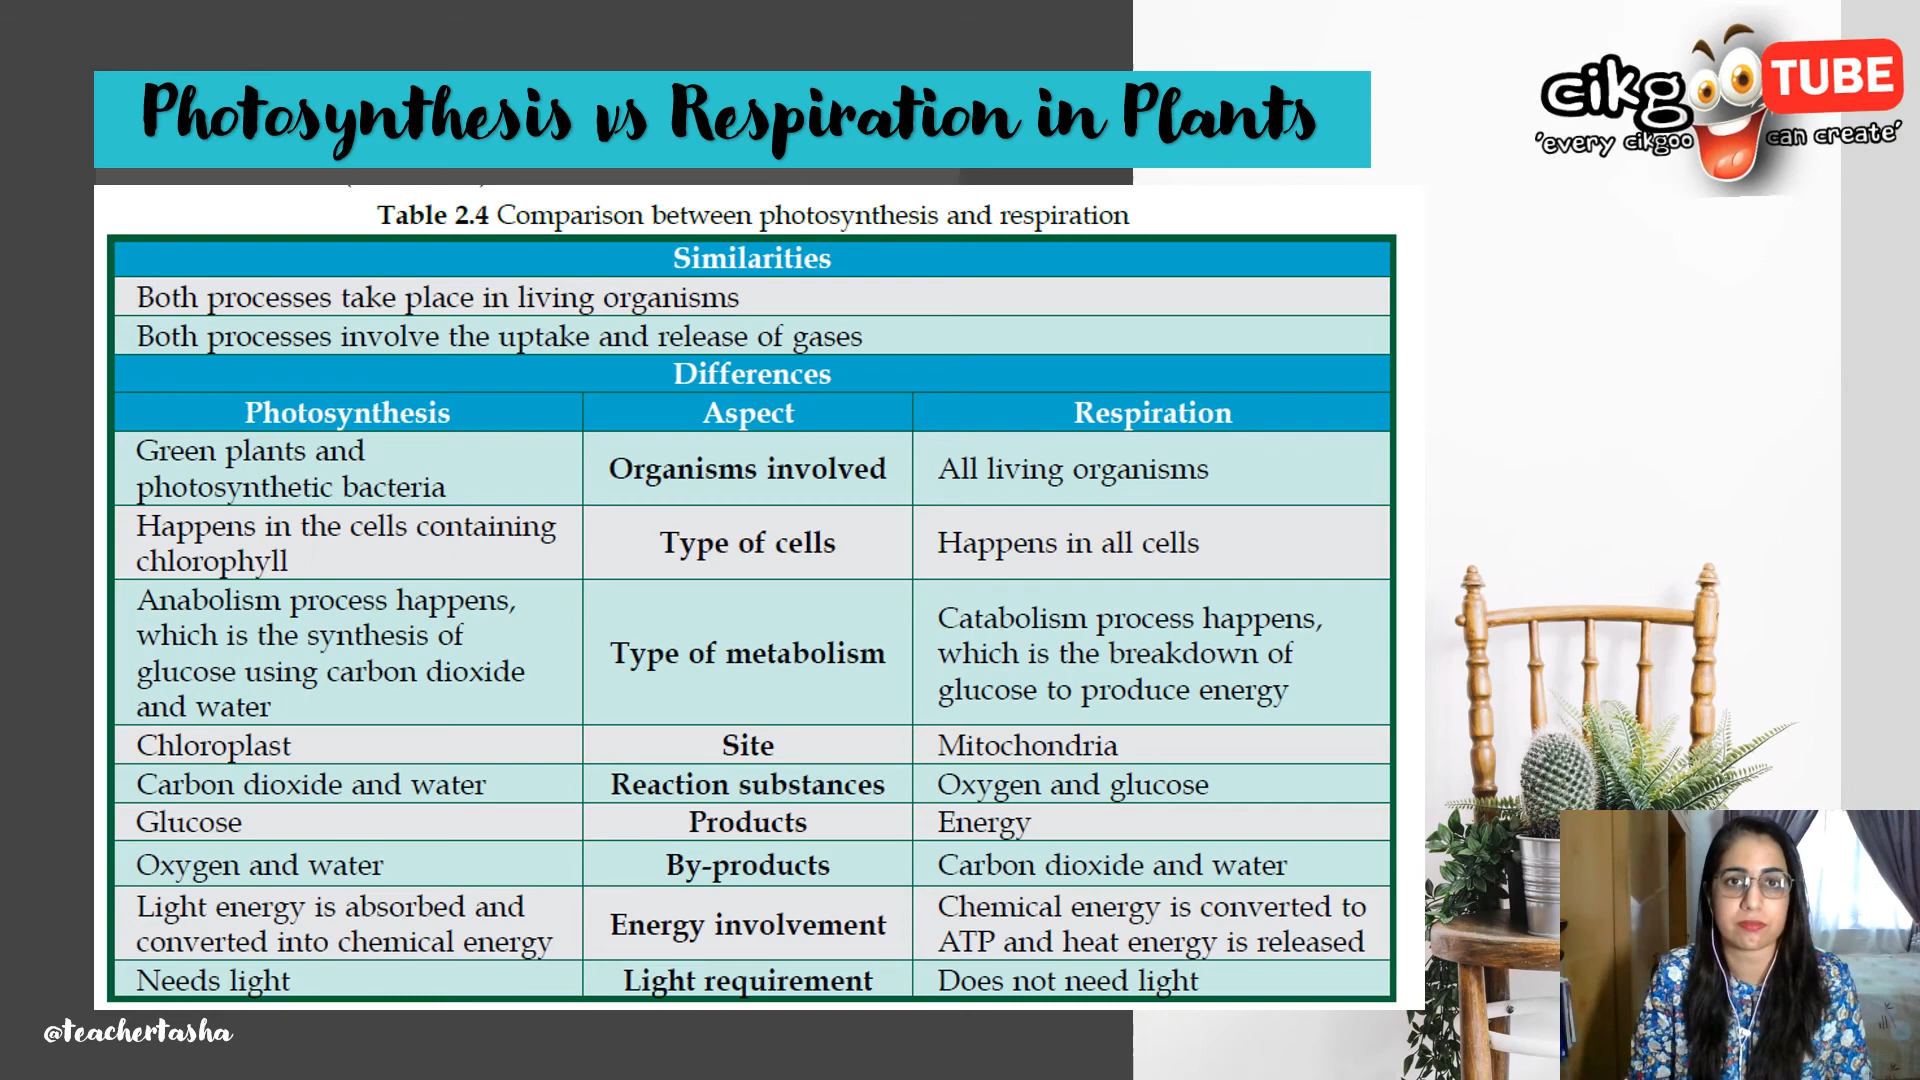 Photosynthesis vs Respiration in Plants
cikgoo TUBE
'every cikgoo can create'
Table 2.4 Comparison between photosynthesis and respiration
Similarities
Both processes take place in living organisms
Both processes involve the uptake and release of gases
Differences
Photosynthesis Aspect Respiration
Green plants and
photosynthetic bacteria
Organisms involved
All living organisms
Happens in the cells containing
chlorophyll
Type of cells
Happens in all cells
Anabolism process happens,
which is the synthesis of
glucose using carbon dioxide
and water
Type of metabolism
Catabolism process happens,
which is the breakdown of
glucose to produce energy
Chloroplast Site Mitochondria
Carbon dioxide and water Reaction substances Oxygen and glucose
Glucose Products Energy
Oxygen and water By-products Carbon dioxide and water
Light energy is absorbed and
converted into chemical energy
Energy involvement
Chemical energy is converted to
ATP and heat energy is released
Needs light Light requirement Does not need light
@teachertasha